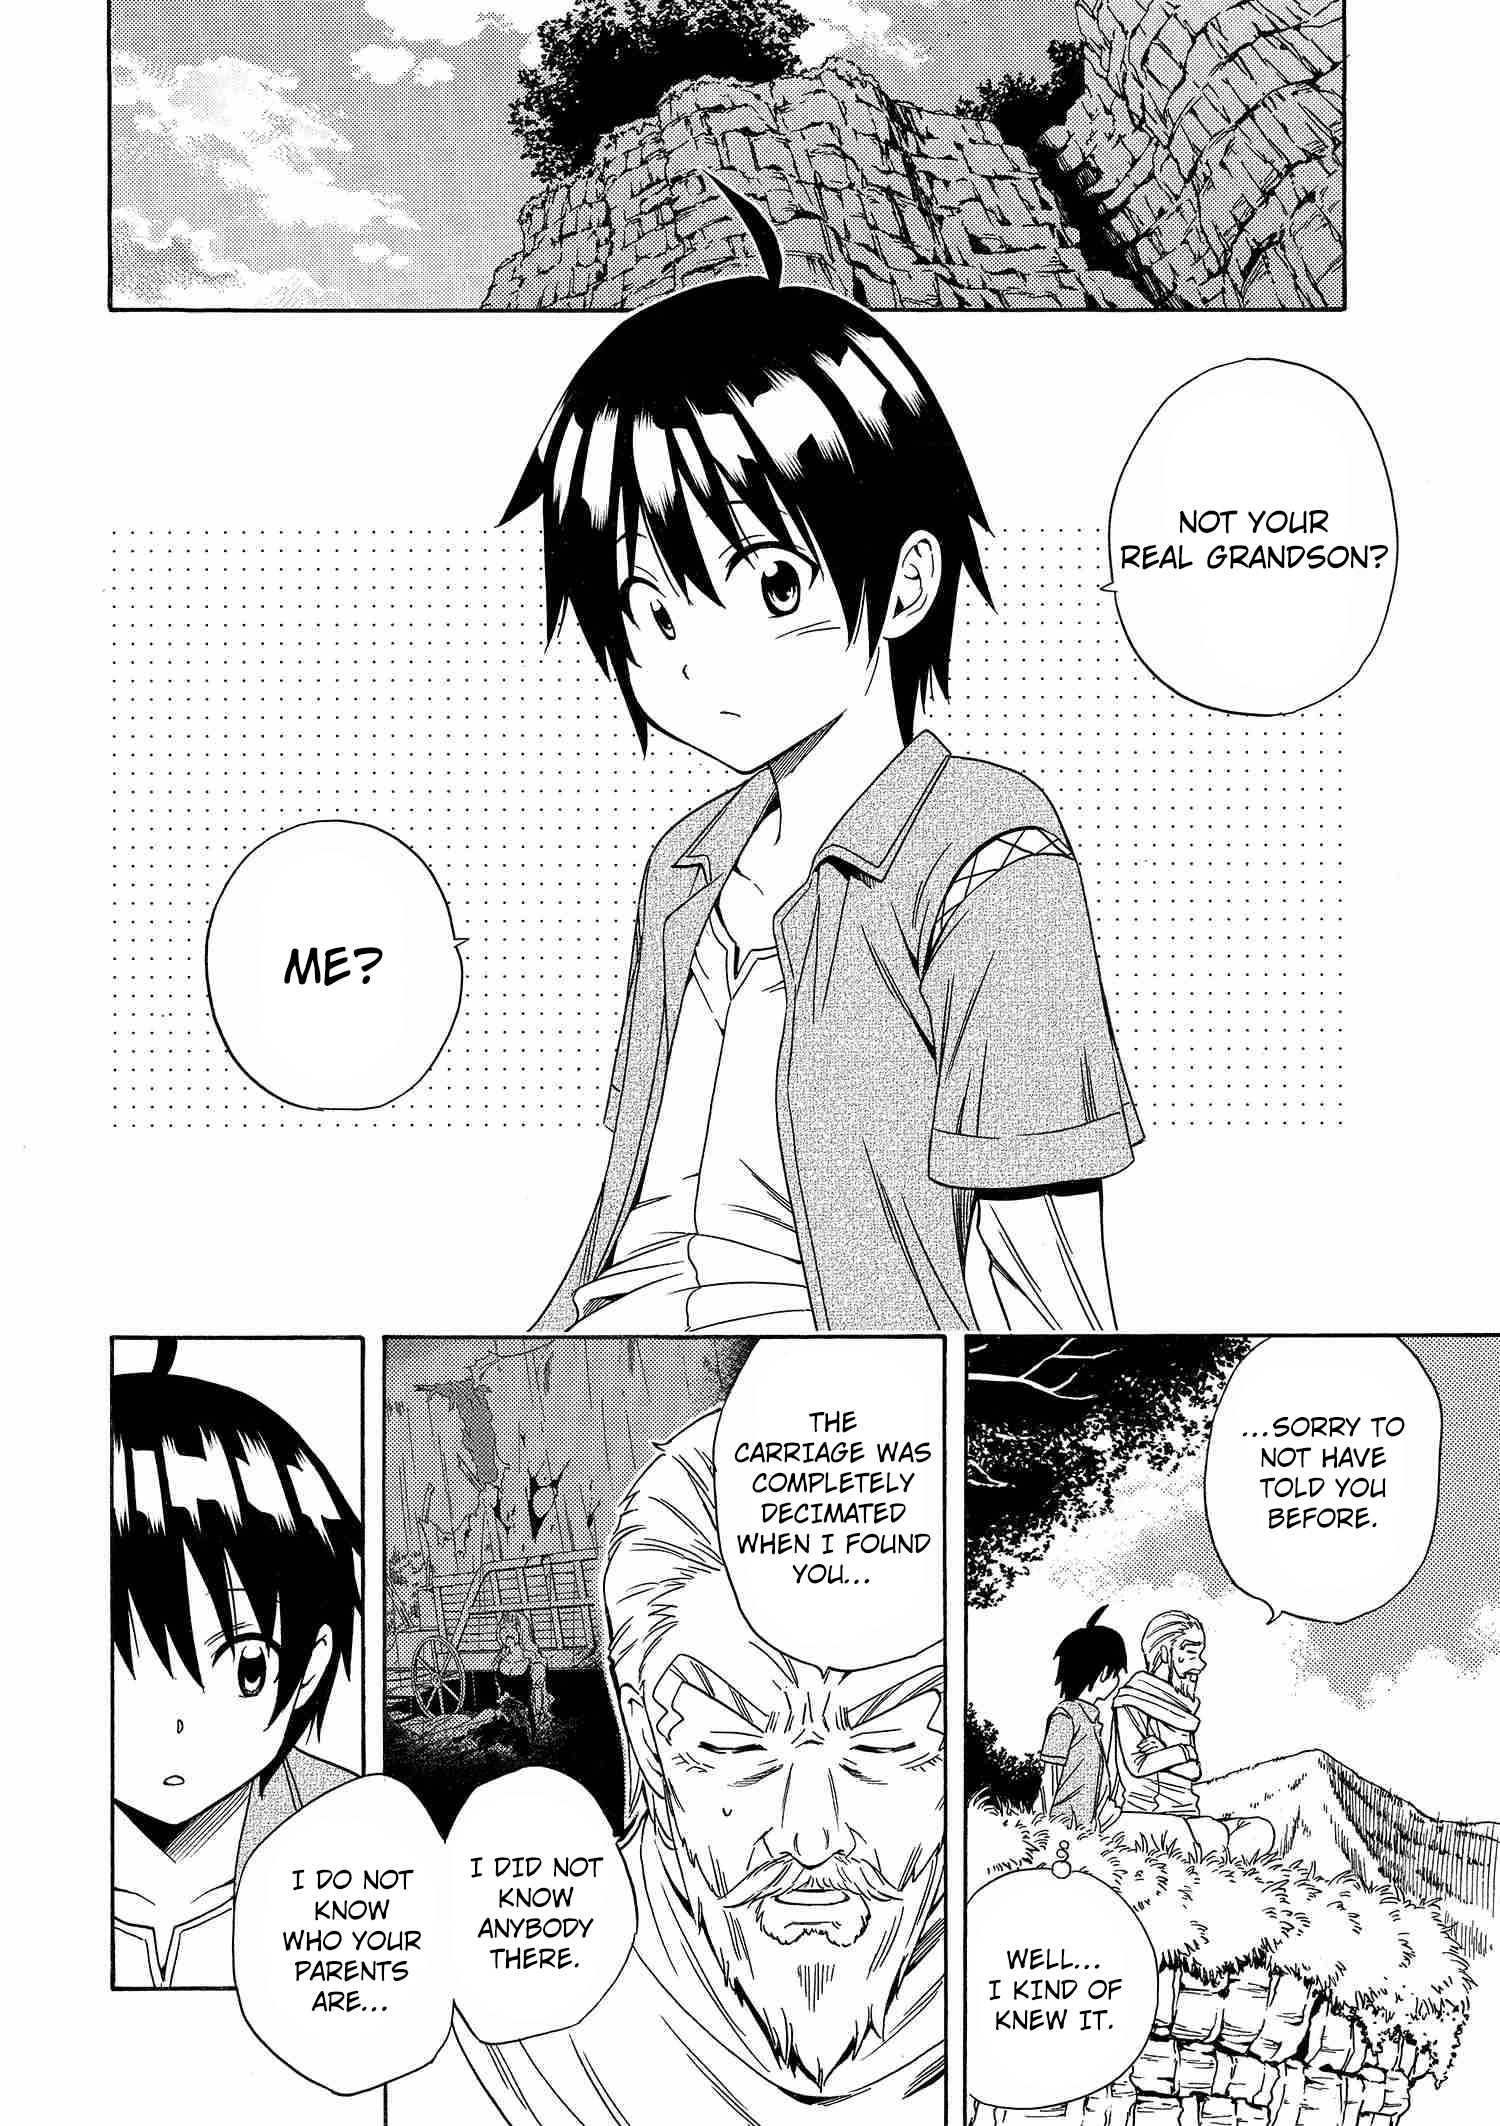 NOT YOUR
REAL GRANDSON?
ME?
...SORRY TO
NOT HAVE
TOLD YOU
BEFORE.
WELL...
I KIND OF
KNEW IT.
THE
CARRIAGE WAS
COMPLETELY
DECIMATED
WHEN I FOUND
YOU...
I DID NOT
KNOW
ANYBODY
THERE.
I DO NOT
KNOW
WHO YOUR
PARENTS
ARE...